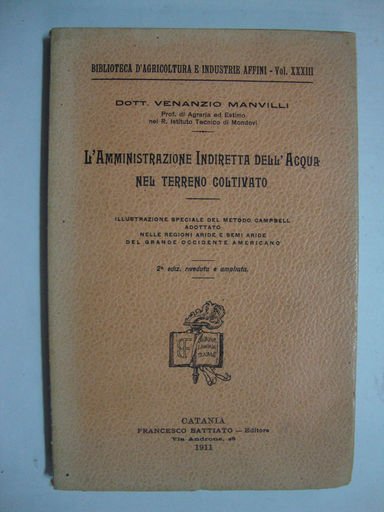 BIBLIOTECA D'AGRICOLTURA E INDUSTRIE AFFINI - Vol. XXXIII
DOTT. VENANZIO MANVILLI
Prof. di Agraria ed Estimo
nel R. Istituto Tecnico di Mondovì
L'AMMINISTRAZIONE INDIRETTA DELL'ACQUA
NEL TERRENO COLTIVATO
ILLUSTRAZIONE SPECIALE DEL METODO CAMPBELL
ADOTTATO
NELLE REGIONI ARIDE E SEMI ARIDE
DEL GRANDE OCCIDENTE AMERICANO
2ª ediz. riveduta e ampliata.
CATANIA
FRANCESCO BATTIATO — Editore
Via Androne, 28
1911